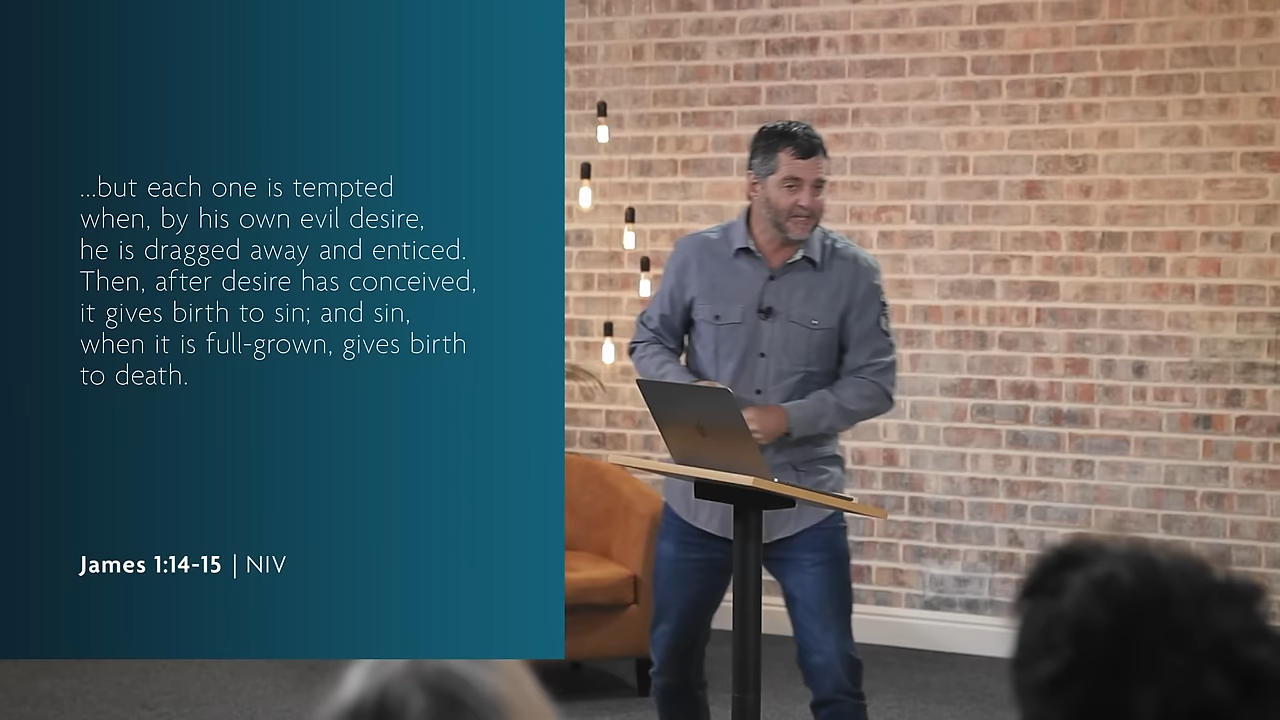 ...but each one is tempted
when, by his own evil desire,
he is dragged away and enticed.
Then, after desire has conceived,
it gives birth to sin; and sin,
when it is full-grown, gives birth
to death.
James 1:14-15 | NIV